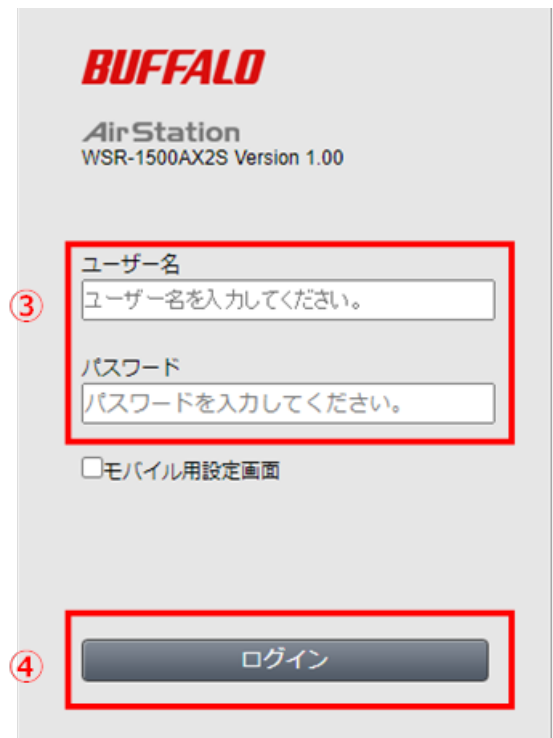 BUFFALO
AirStation
WSR-1500AX2S Version 1.00
ユーザー名
③
ユーザー名を入力してください。
パスワード
パスワードを入力してください。
モバイル用設定画面
④
ログイン